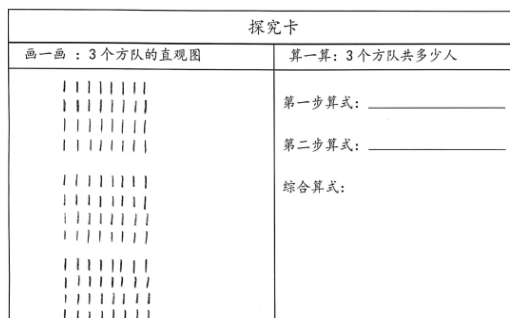 探究卡
画一画：3个方队的直观图
算一算：3个方队共多少人
第一步算式：
第二步算式：
综合算式：